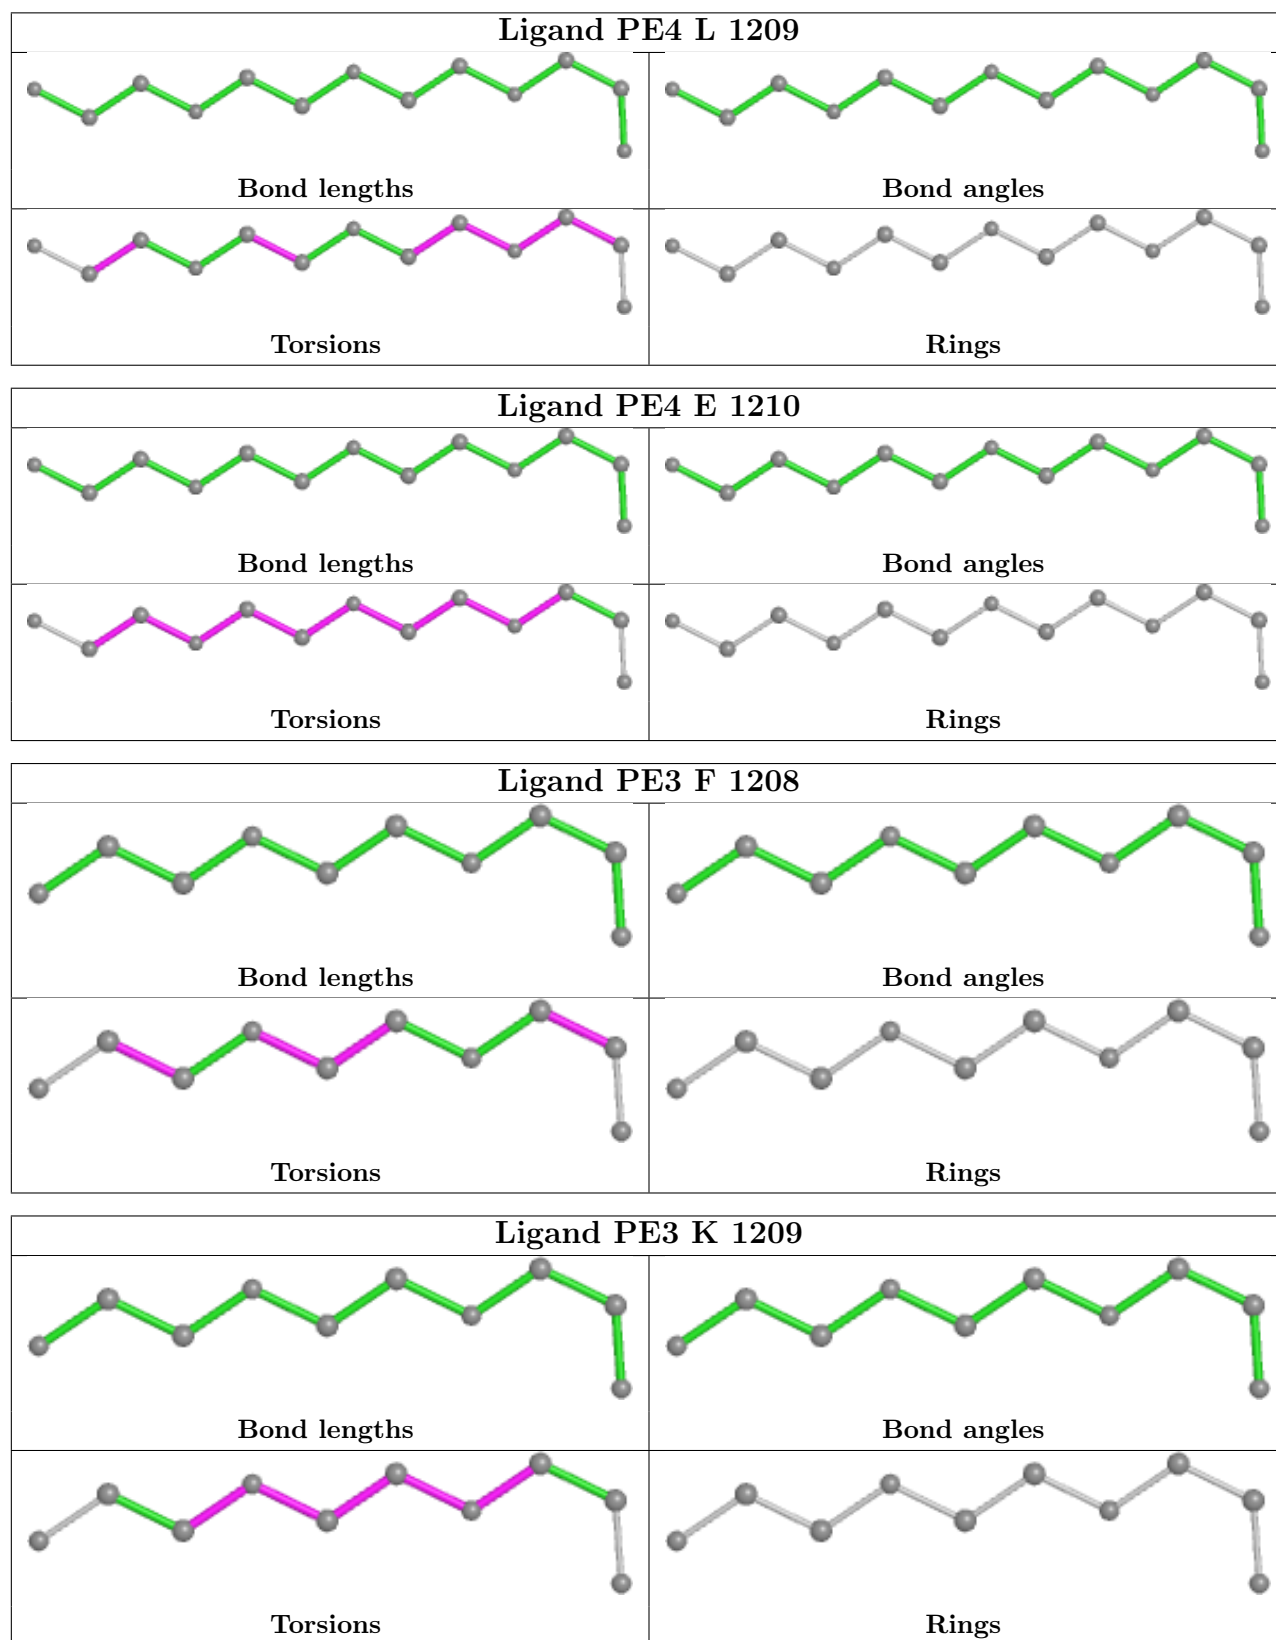 Ligand PE4 L 1209
Bond lengths
Bond angles
Torsions
Rings
Ligand PE4 E 1210
Bond lengths
Bond angles
Torsions
Rings
Ligand PE3 F 1208
Bond lengths
Bond angles
Torsions
Rings
Ligand PE3 K 1209
Bond lengths
Bond angles
Torsions
Rings